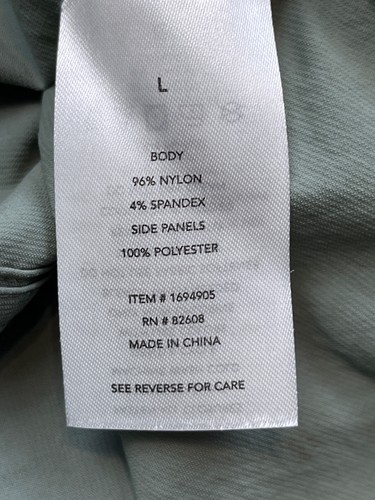 L
BODY
96% NYLON
4% SPANDEX
SIDE PANELS
100% POLYESTER
ITEM # 1694905
RN # 82608
MADE IN CHINA
SEE REVERSE FOR CARE